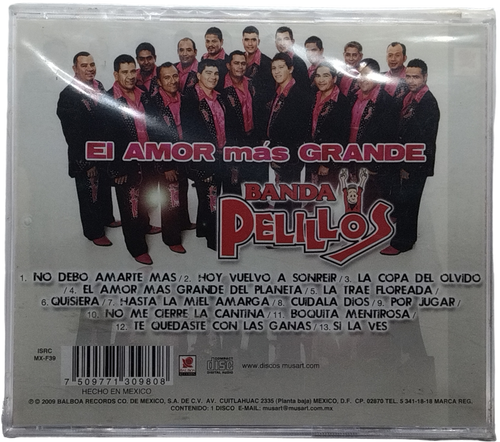 El AMOR más GRANDE
BANDA
PELILLOS
1. NO DEBO AMARTE MAS/2. HOY VUELVO A SONREIR/3. LA COPA DEL OLVIDO
/4. EL AMOR MAS GRANDE DEL PLANETA/5. LA TRAE FLOREADA/
6. QUISIERA/7. HASTA LA MIEL AMARGA/8. CUIDALA DIOS/9. POR JUGAR/
10. NO ME CIERRE LA CANTINA/11. BOQUITA MENTIROSA/
12. TE QUEDASTE CON LAS GANAS/13. SI LA VES
ISRC
MX-F39
7 509771 309808
HECHO EN MEXICO
COMPACT disc DIGITAL AUDIO
www.discos musart.com
℗ © 2009 BALBOA RECORDS CO. DE MEXICO, S.A. DE C.V. AV. CUITLAHUAC 2335 (Planta baja) MEXICO, D.F. CP. 02870 TEL. 5 341-18-18 MARCA REG.
CONTENIDO: 1 DISCO E-MAIL: musart@musart.com.mx